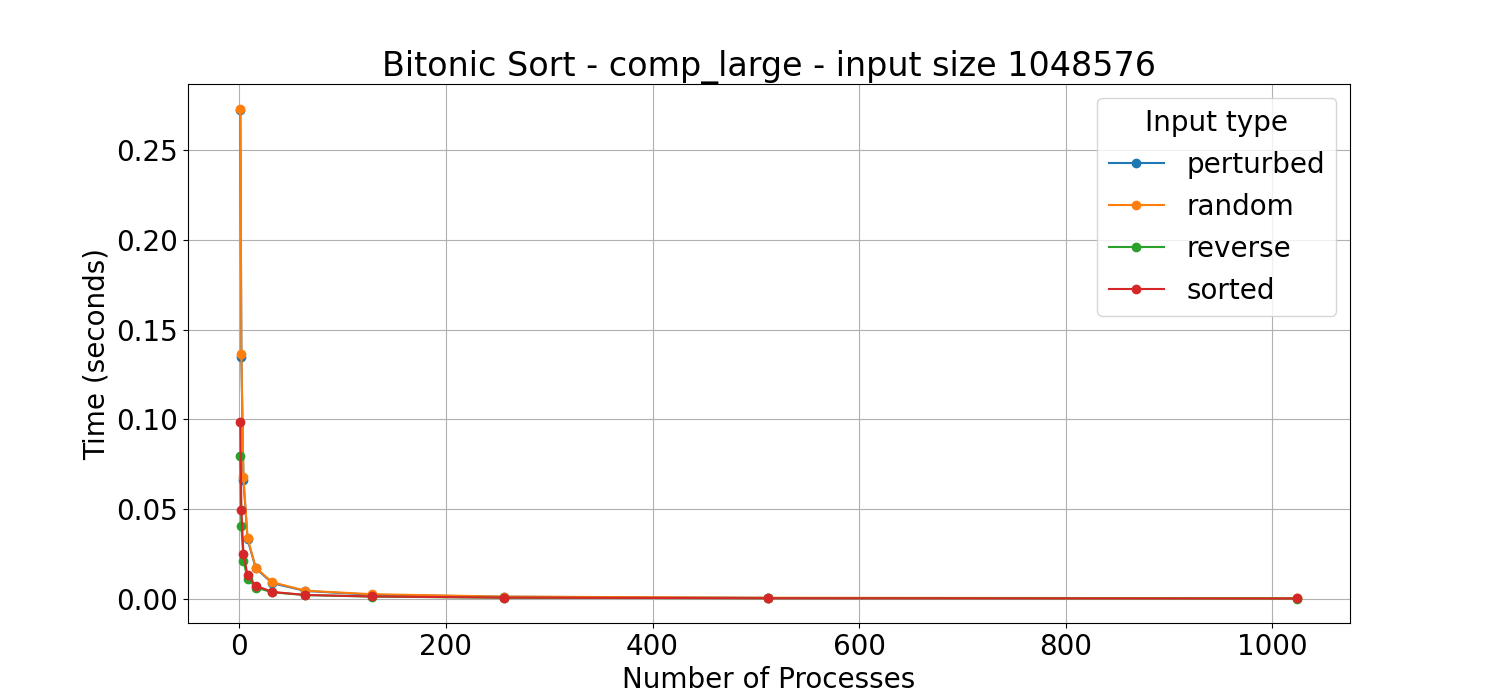 Bitonic Sort - comp_large - input size 1048576
Input type
perturbed
random
reverse
sorted
Time (seconds)
0.25
0.20
0.15
0.10
0.05
0.00
0 200 400 600 800 1000
Number of Processes